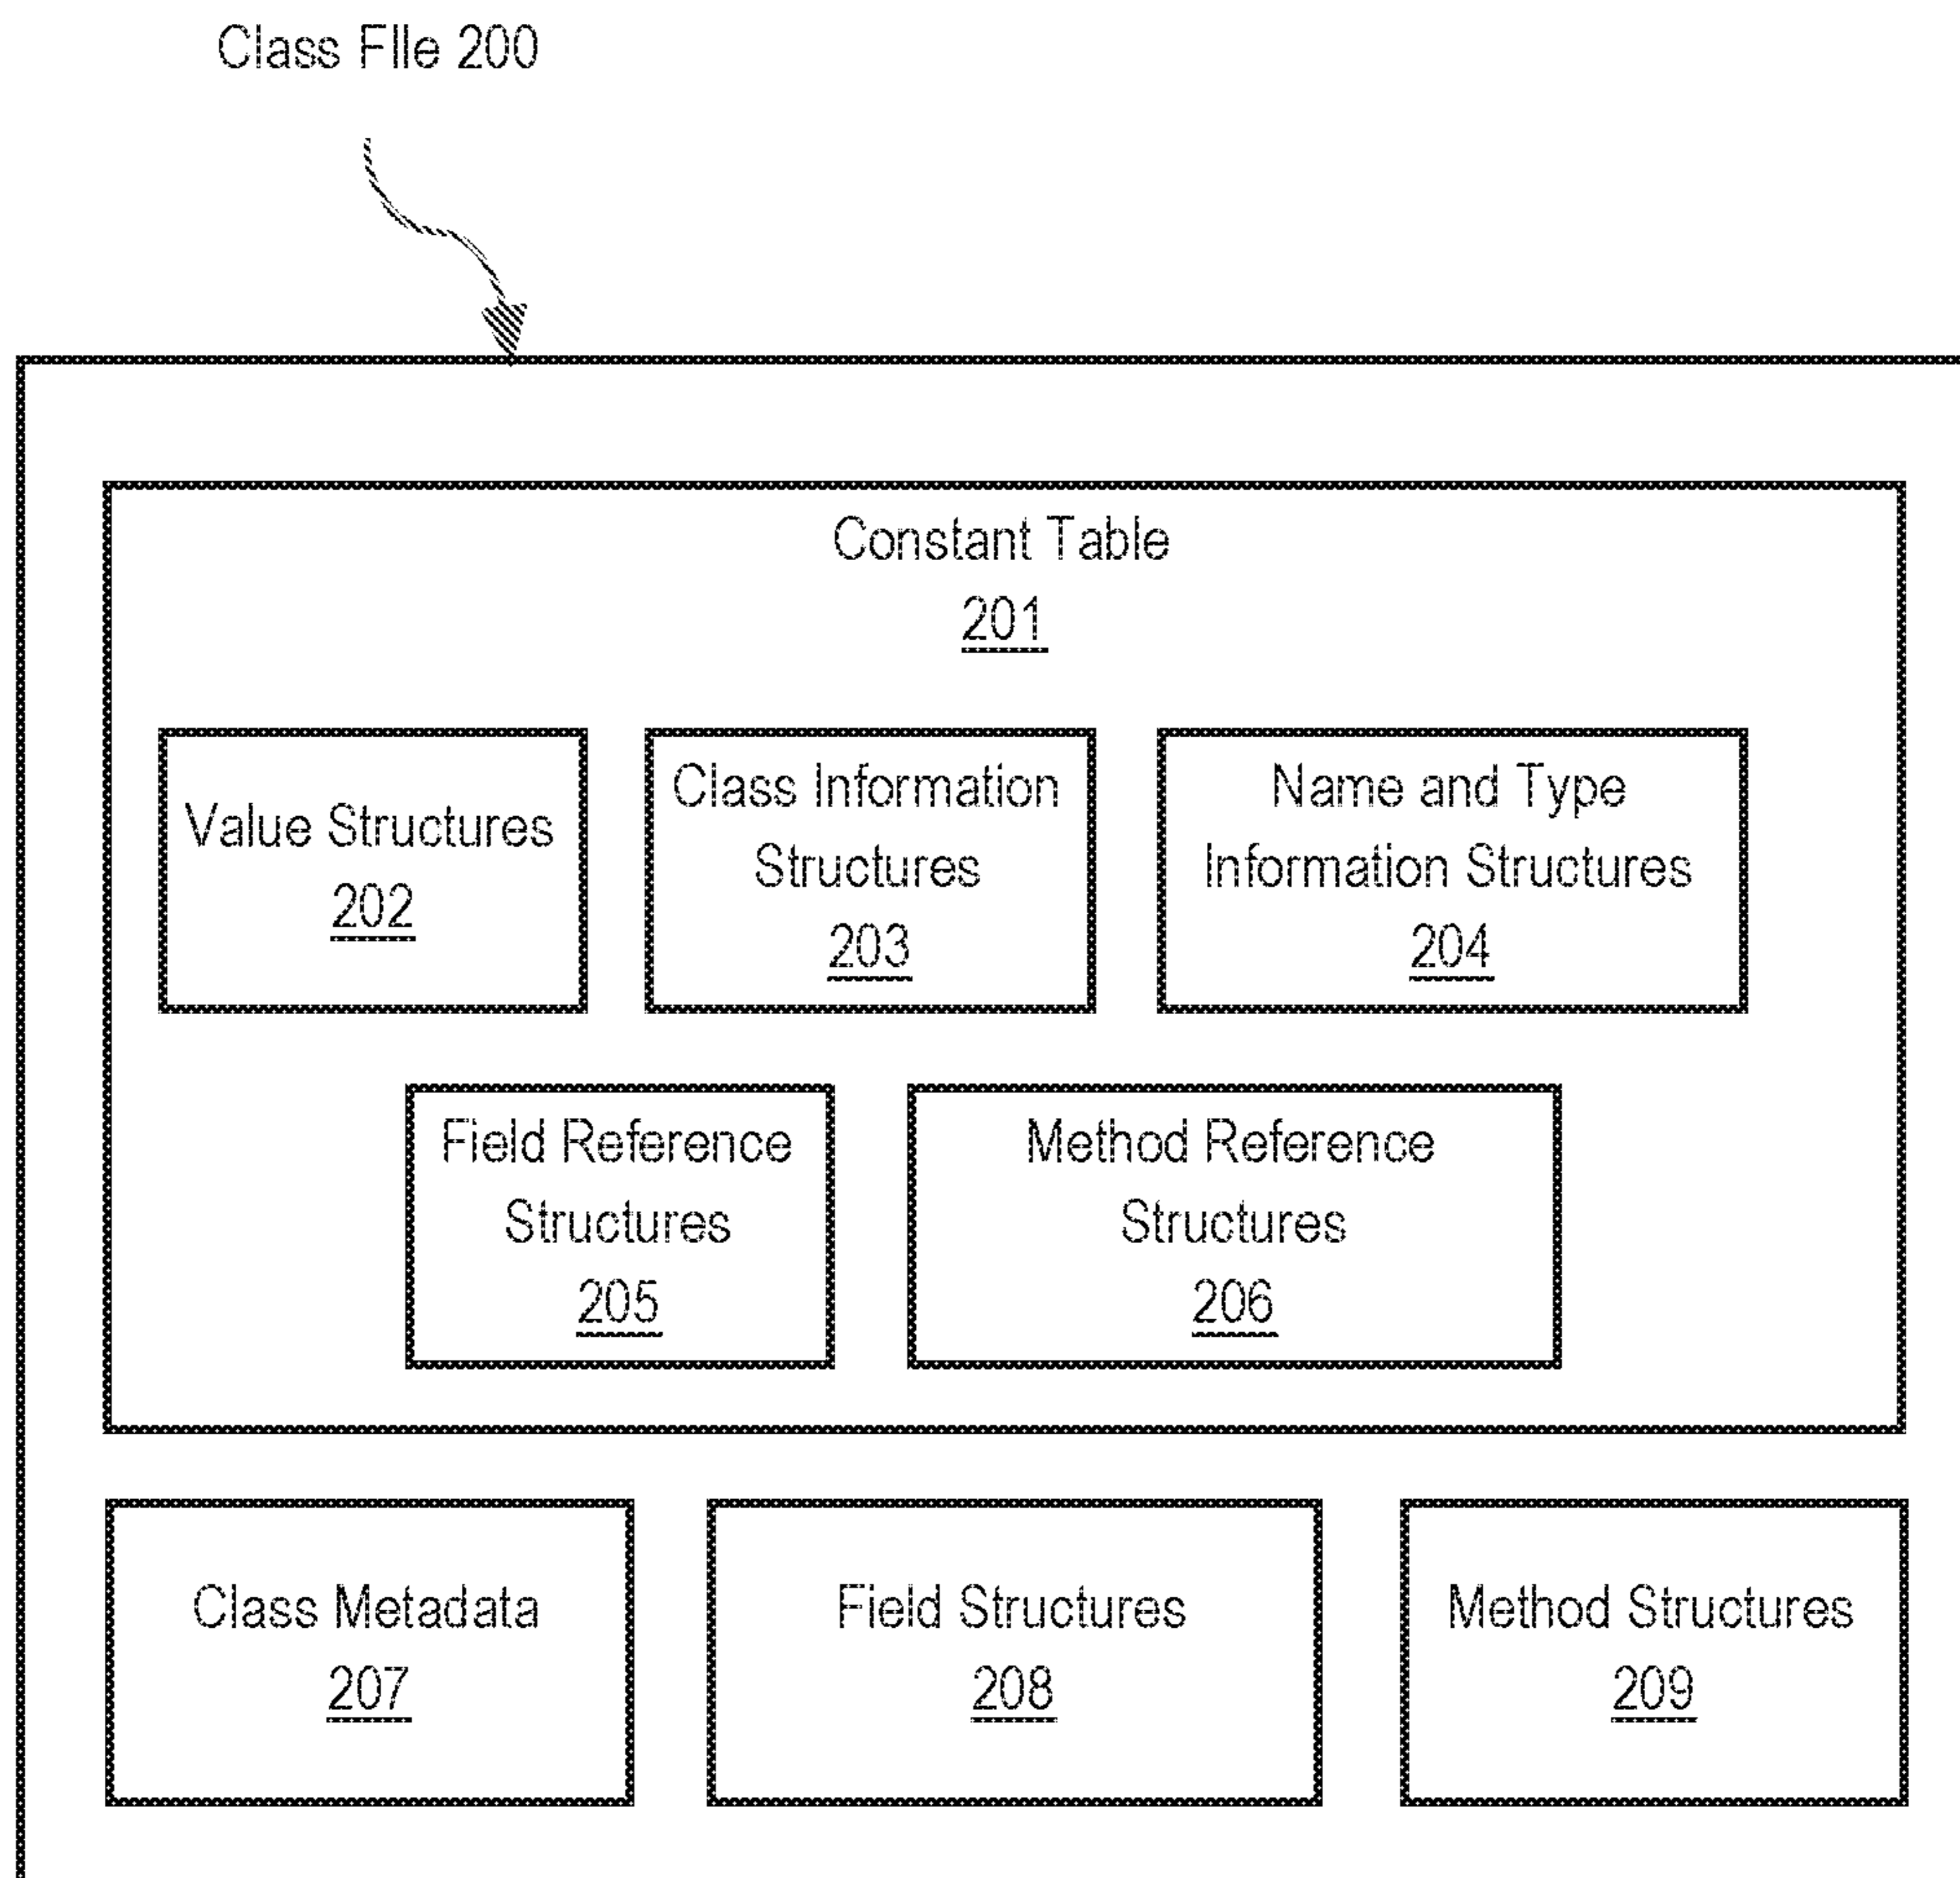 Class FIle 200
Constant Table
201
Value Structures
202
Class Information
Structures
203
Name and Type
Information Structures
204
Field Reference
Structures
205
Method Reference
Structures
206
Class Metadata
207
Field Structures
208
Method Structures
209